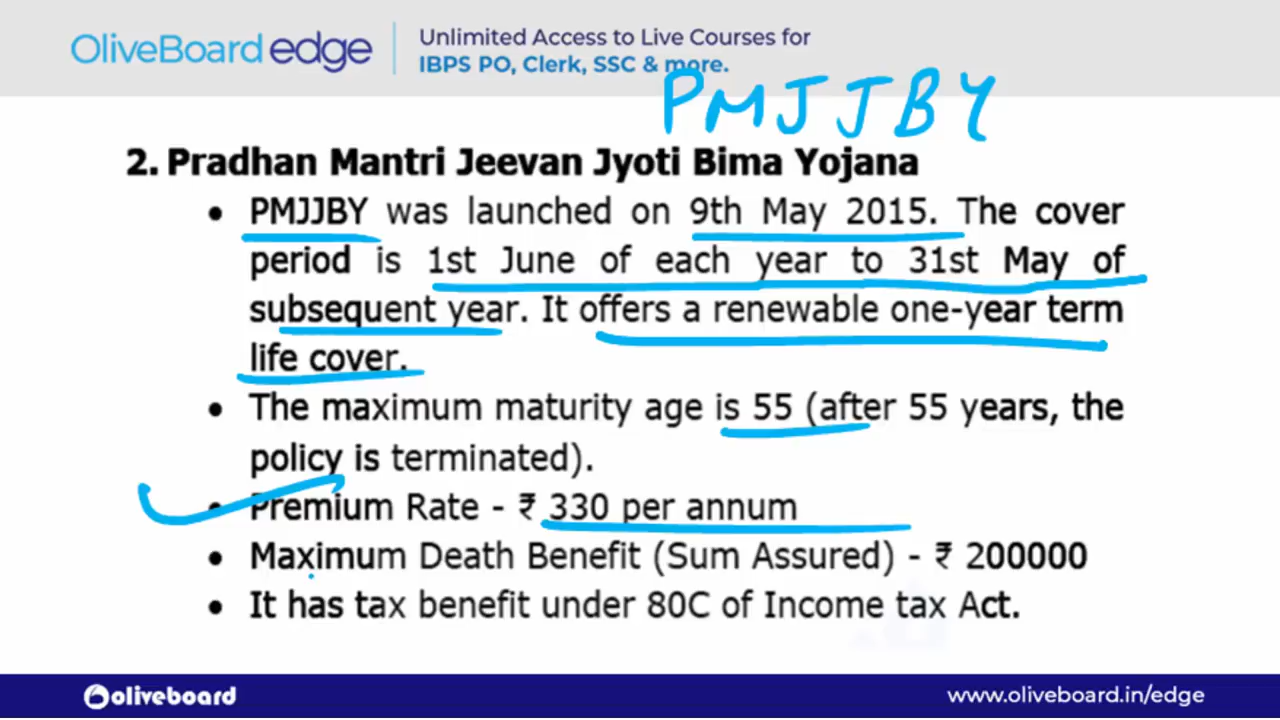 OliveBoard edge
Unlimited Access to Live Courses for
IBPS PO, Clerk, SSC & more.
PMJJBY
2. Pradhan Mantri Jeevan Jyoti Bima Yojana
• PMJJBY was launched on 9th May 2015. The cover
period is 1st June of each year to 31st May of
subsequent year. It offers a renewable one-year term
life cover.
• The maximum maturity age is 55 (after 55 years, the
policy is terminated).
• Premium Rate - ₹ 330 per annum
• Maximum Death Benefit (Sum Assured) - ₹ 200000
• It has tax benefit under 80C of Income tax Act.
oliveboard
www.oliveboard.in/edge